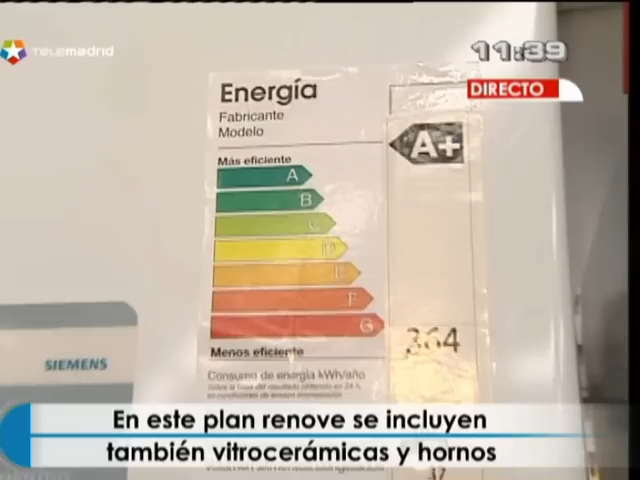 telemadrid
11:39
DIRECTO
Energía
Fabricante
Modelo
A+
Más eficiente
A
B
C
D
E
F
G
264
Menos eficiente
Consumo de energía kWh/año
SIEMENS
En este plan renove se incluyen
también vitrocerámicas y hornos